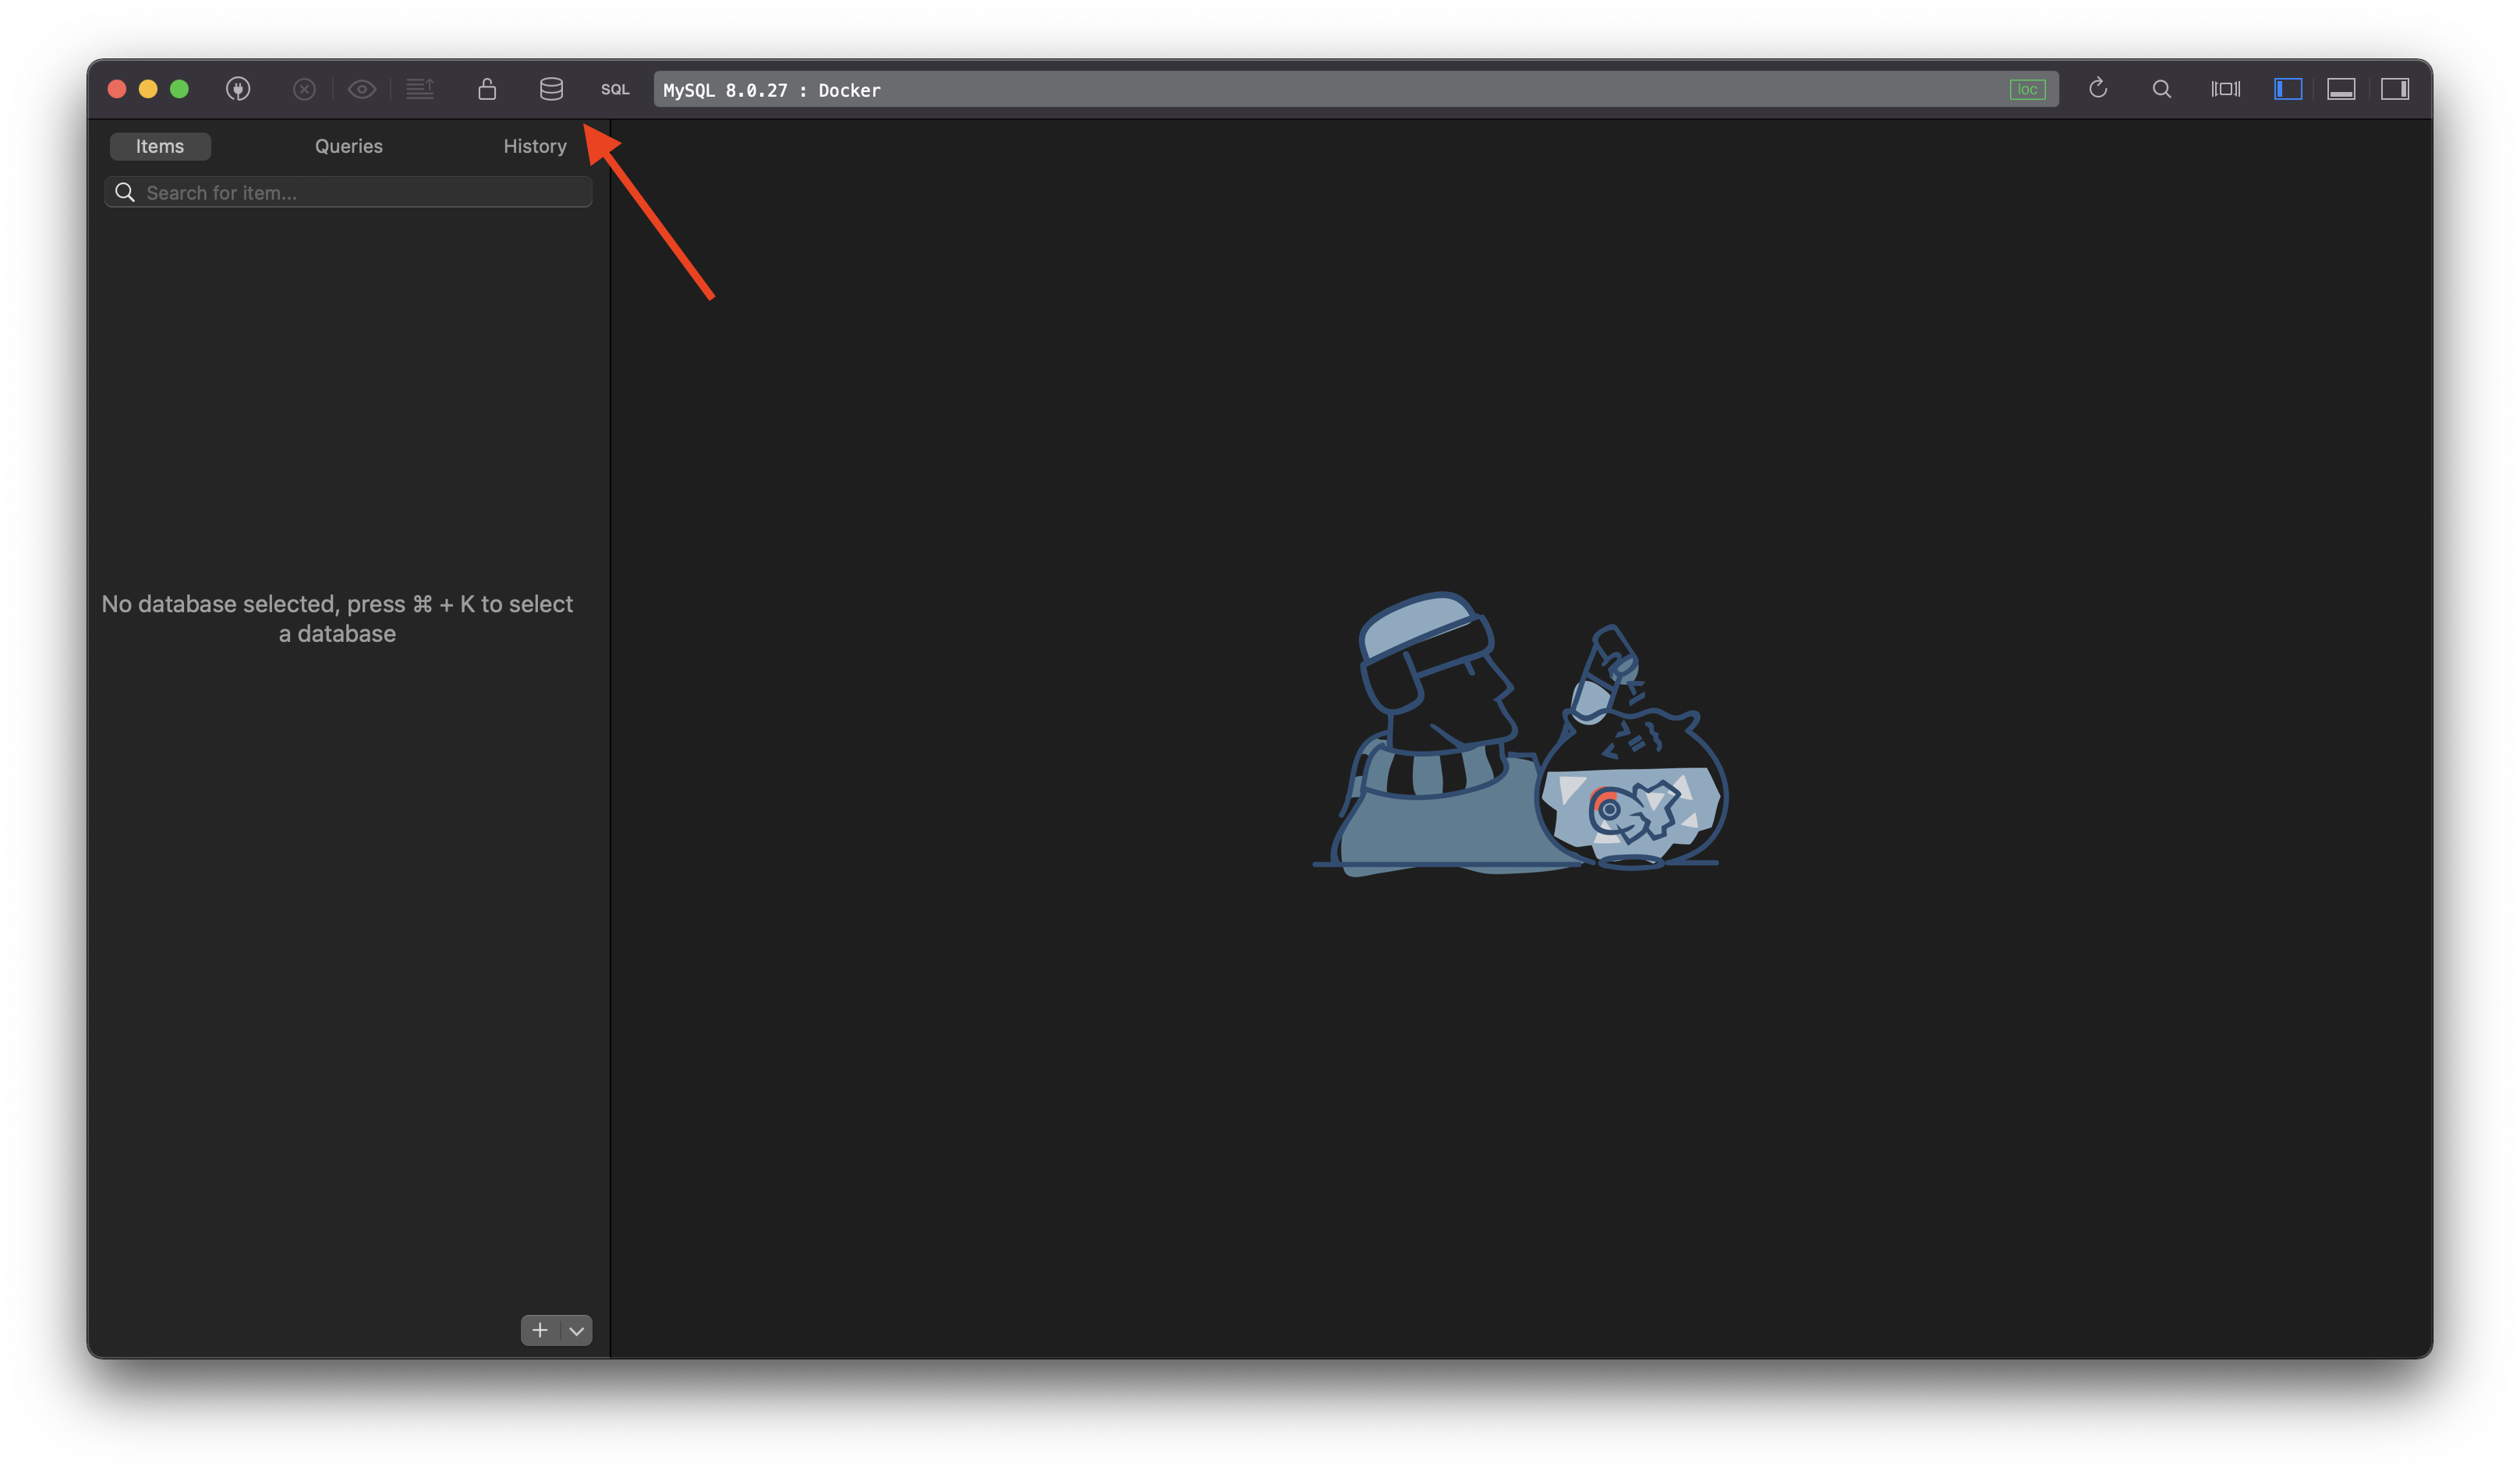 SQL
MySQL 8.0.27 : Docker
loc
Items
Queries
History
Search for item...
No database selected, press ⌘ + K to select
a database